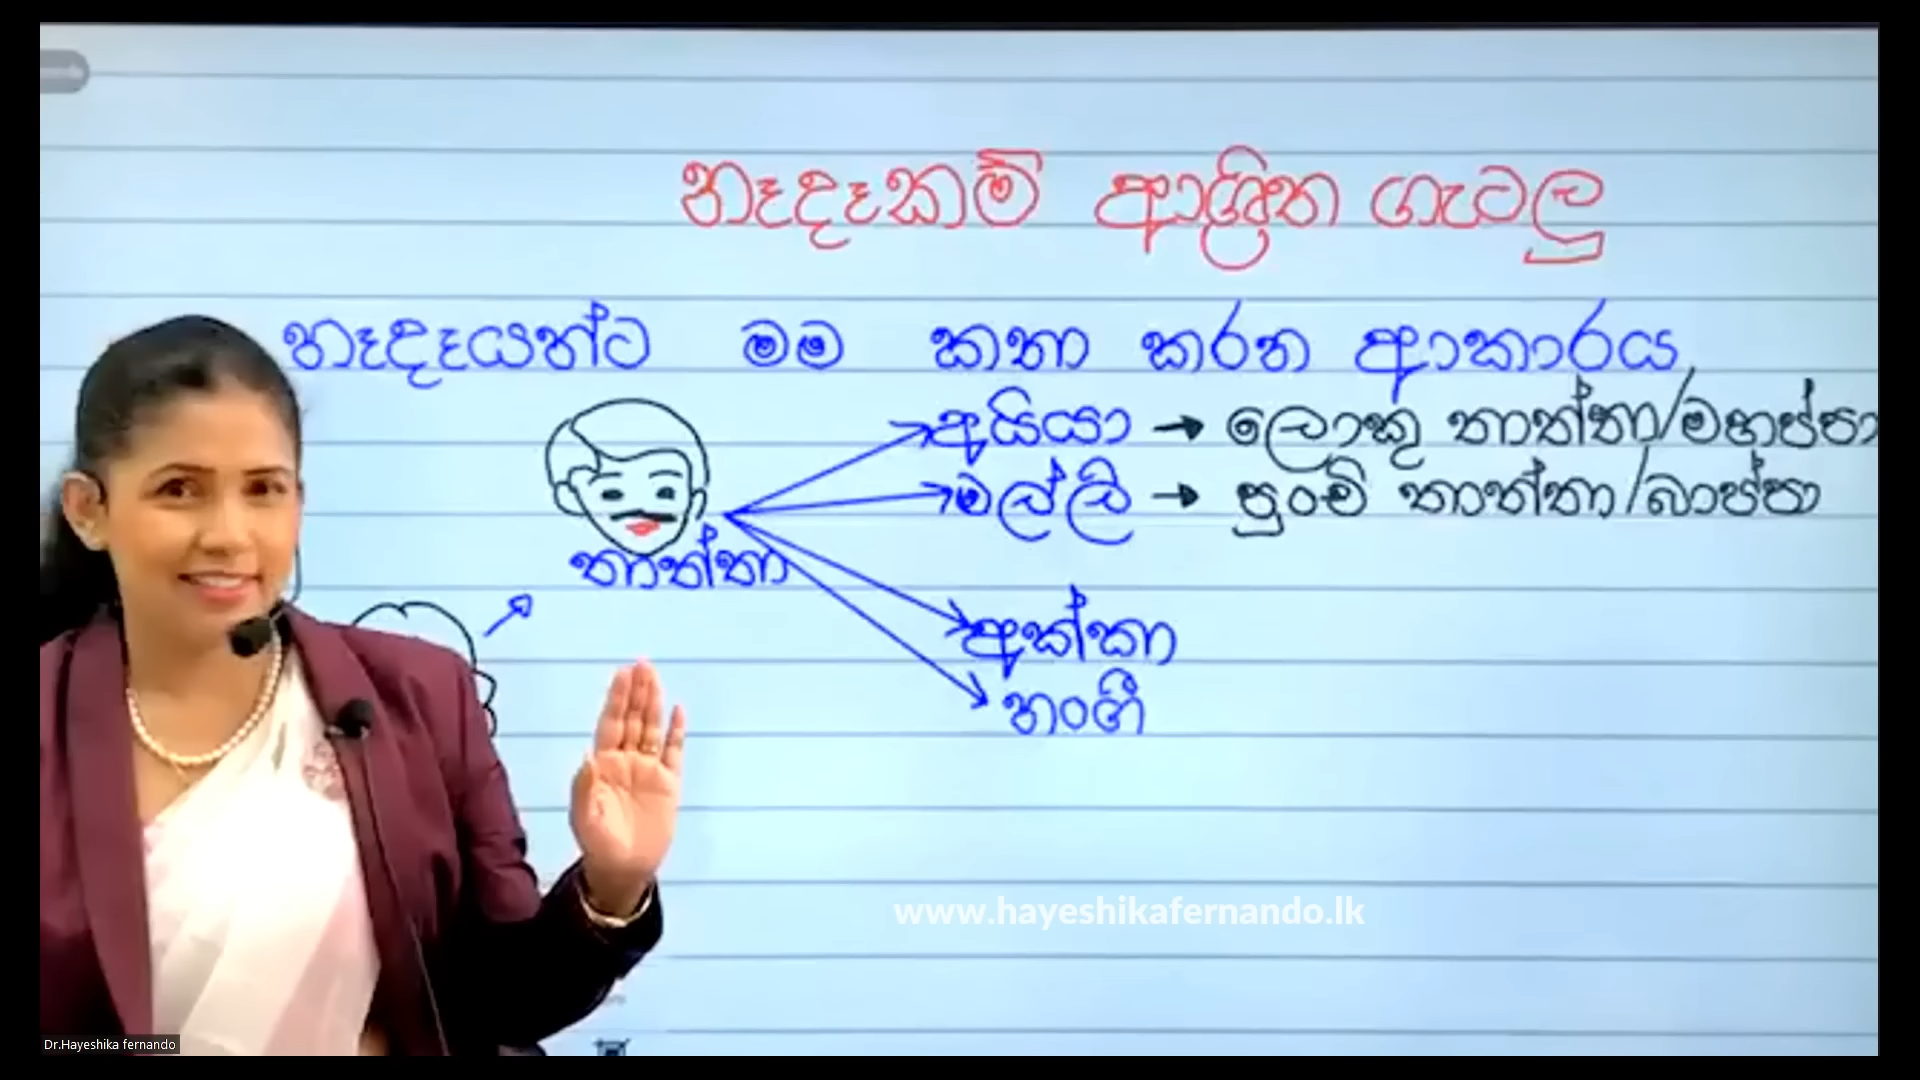 නෑදෑකම් ආශ්‍රිත ගැටලු
නෑදෑයන්ට මම කතා කරන ආකාරය
අයියා → ලොකු තාත්තා/මහප්පා
මල්ලි → පුංචි තාත්තා/බාප්පා
තාත්තා
අක්කා
නංගී
www.hayeshikafernando.lk
Dr.Hayeshika fernando